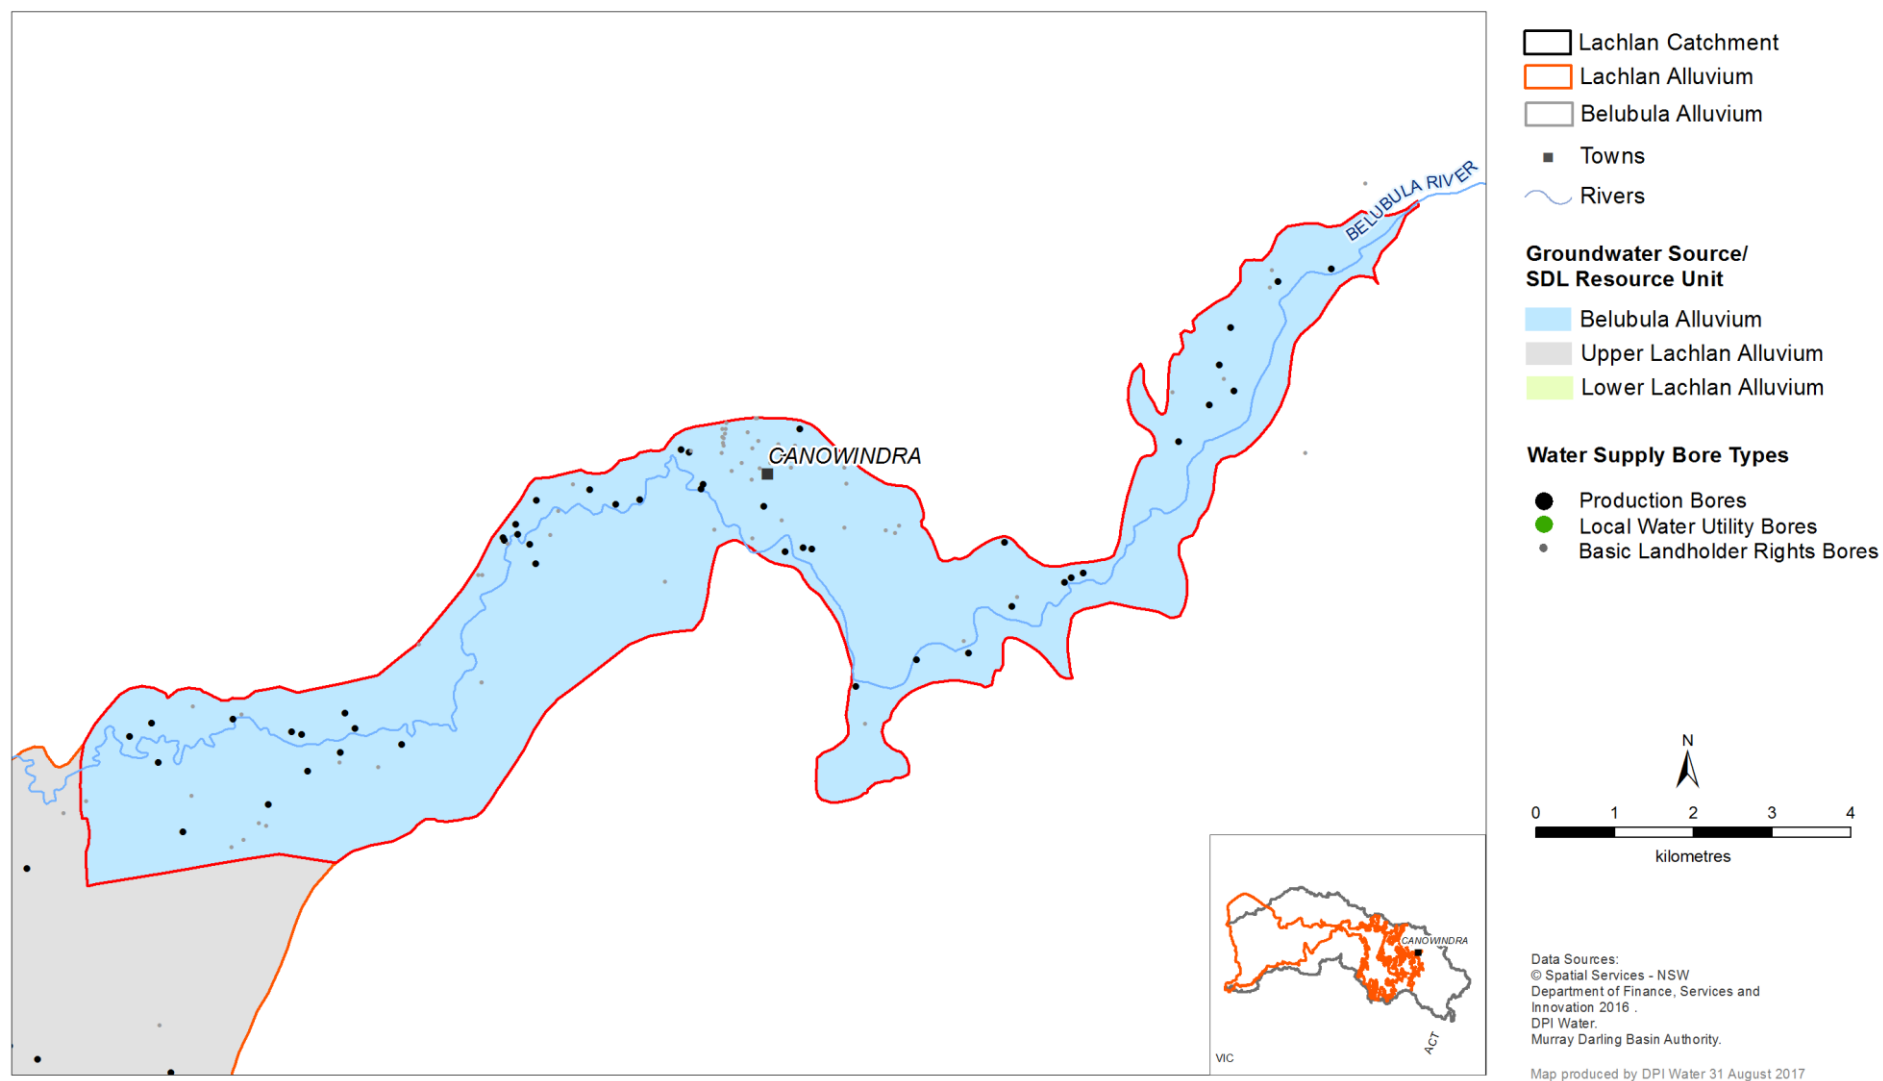 BELUBULA RIVER
CANOWINDRA
Lachlan Catchment
Lachlan Alluvium
Belubula Alluvium
Towns
Rivers
Groundwater Source/
SDL Resource Unit
Belubula Alluvium
Upper Lachlan Alluvium
Lower Lachlan Alluvium
Water Supply Bore Types
Production Bores
Local Water Utility Bores
Basic Landholder Rights Bores
N
0 1 2 3 4
kilometres
CANOWINDRA
ACT
VIC
Data Sources:
© Spatial Services - NSW
Department of Finance, Services and
Innovation 2016 .
DPI Water.
Murray Darling Basin Authority.
Map produced by DPI Water 31 August 2017